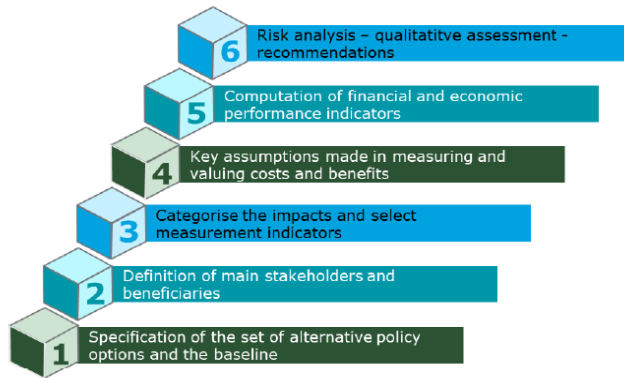 6
Risk analysis – qualitatitve assessment -
recommendations
5
Computation of financial and economic
performance indicators
4
Key assumptions made in measuring and
valuing costs and benefits
3
Categorise the impacts and select
measurement indicators
2
Definition of main stakeholders and
beneficiaries
1
Specification of the set of alternative policy
options and the baseline